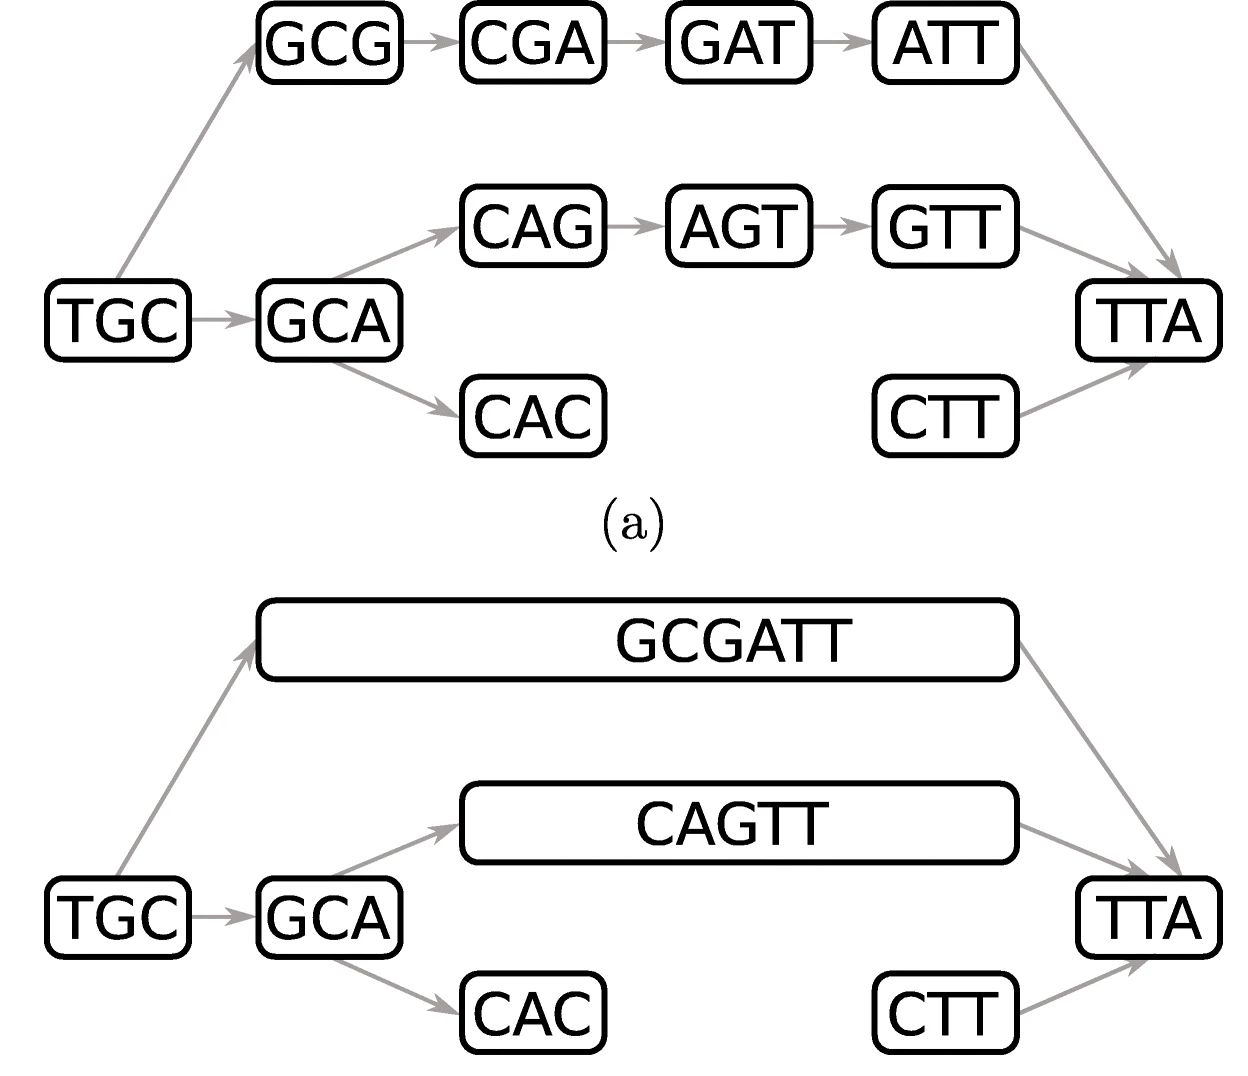 GCG CGA GAT ATT
CAG AGT GTT
TGC GCA TTA
CAC CTT
(a)
GCGATT
CAGTT
TGC GCA TTA
CAC CTT